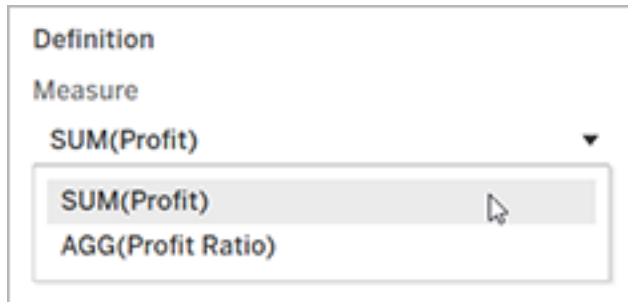 Definition
Measure
SUM(Profit)
SUM(Profit)
AGG(Profit Ratio)